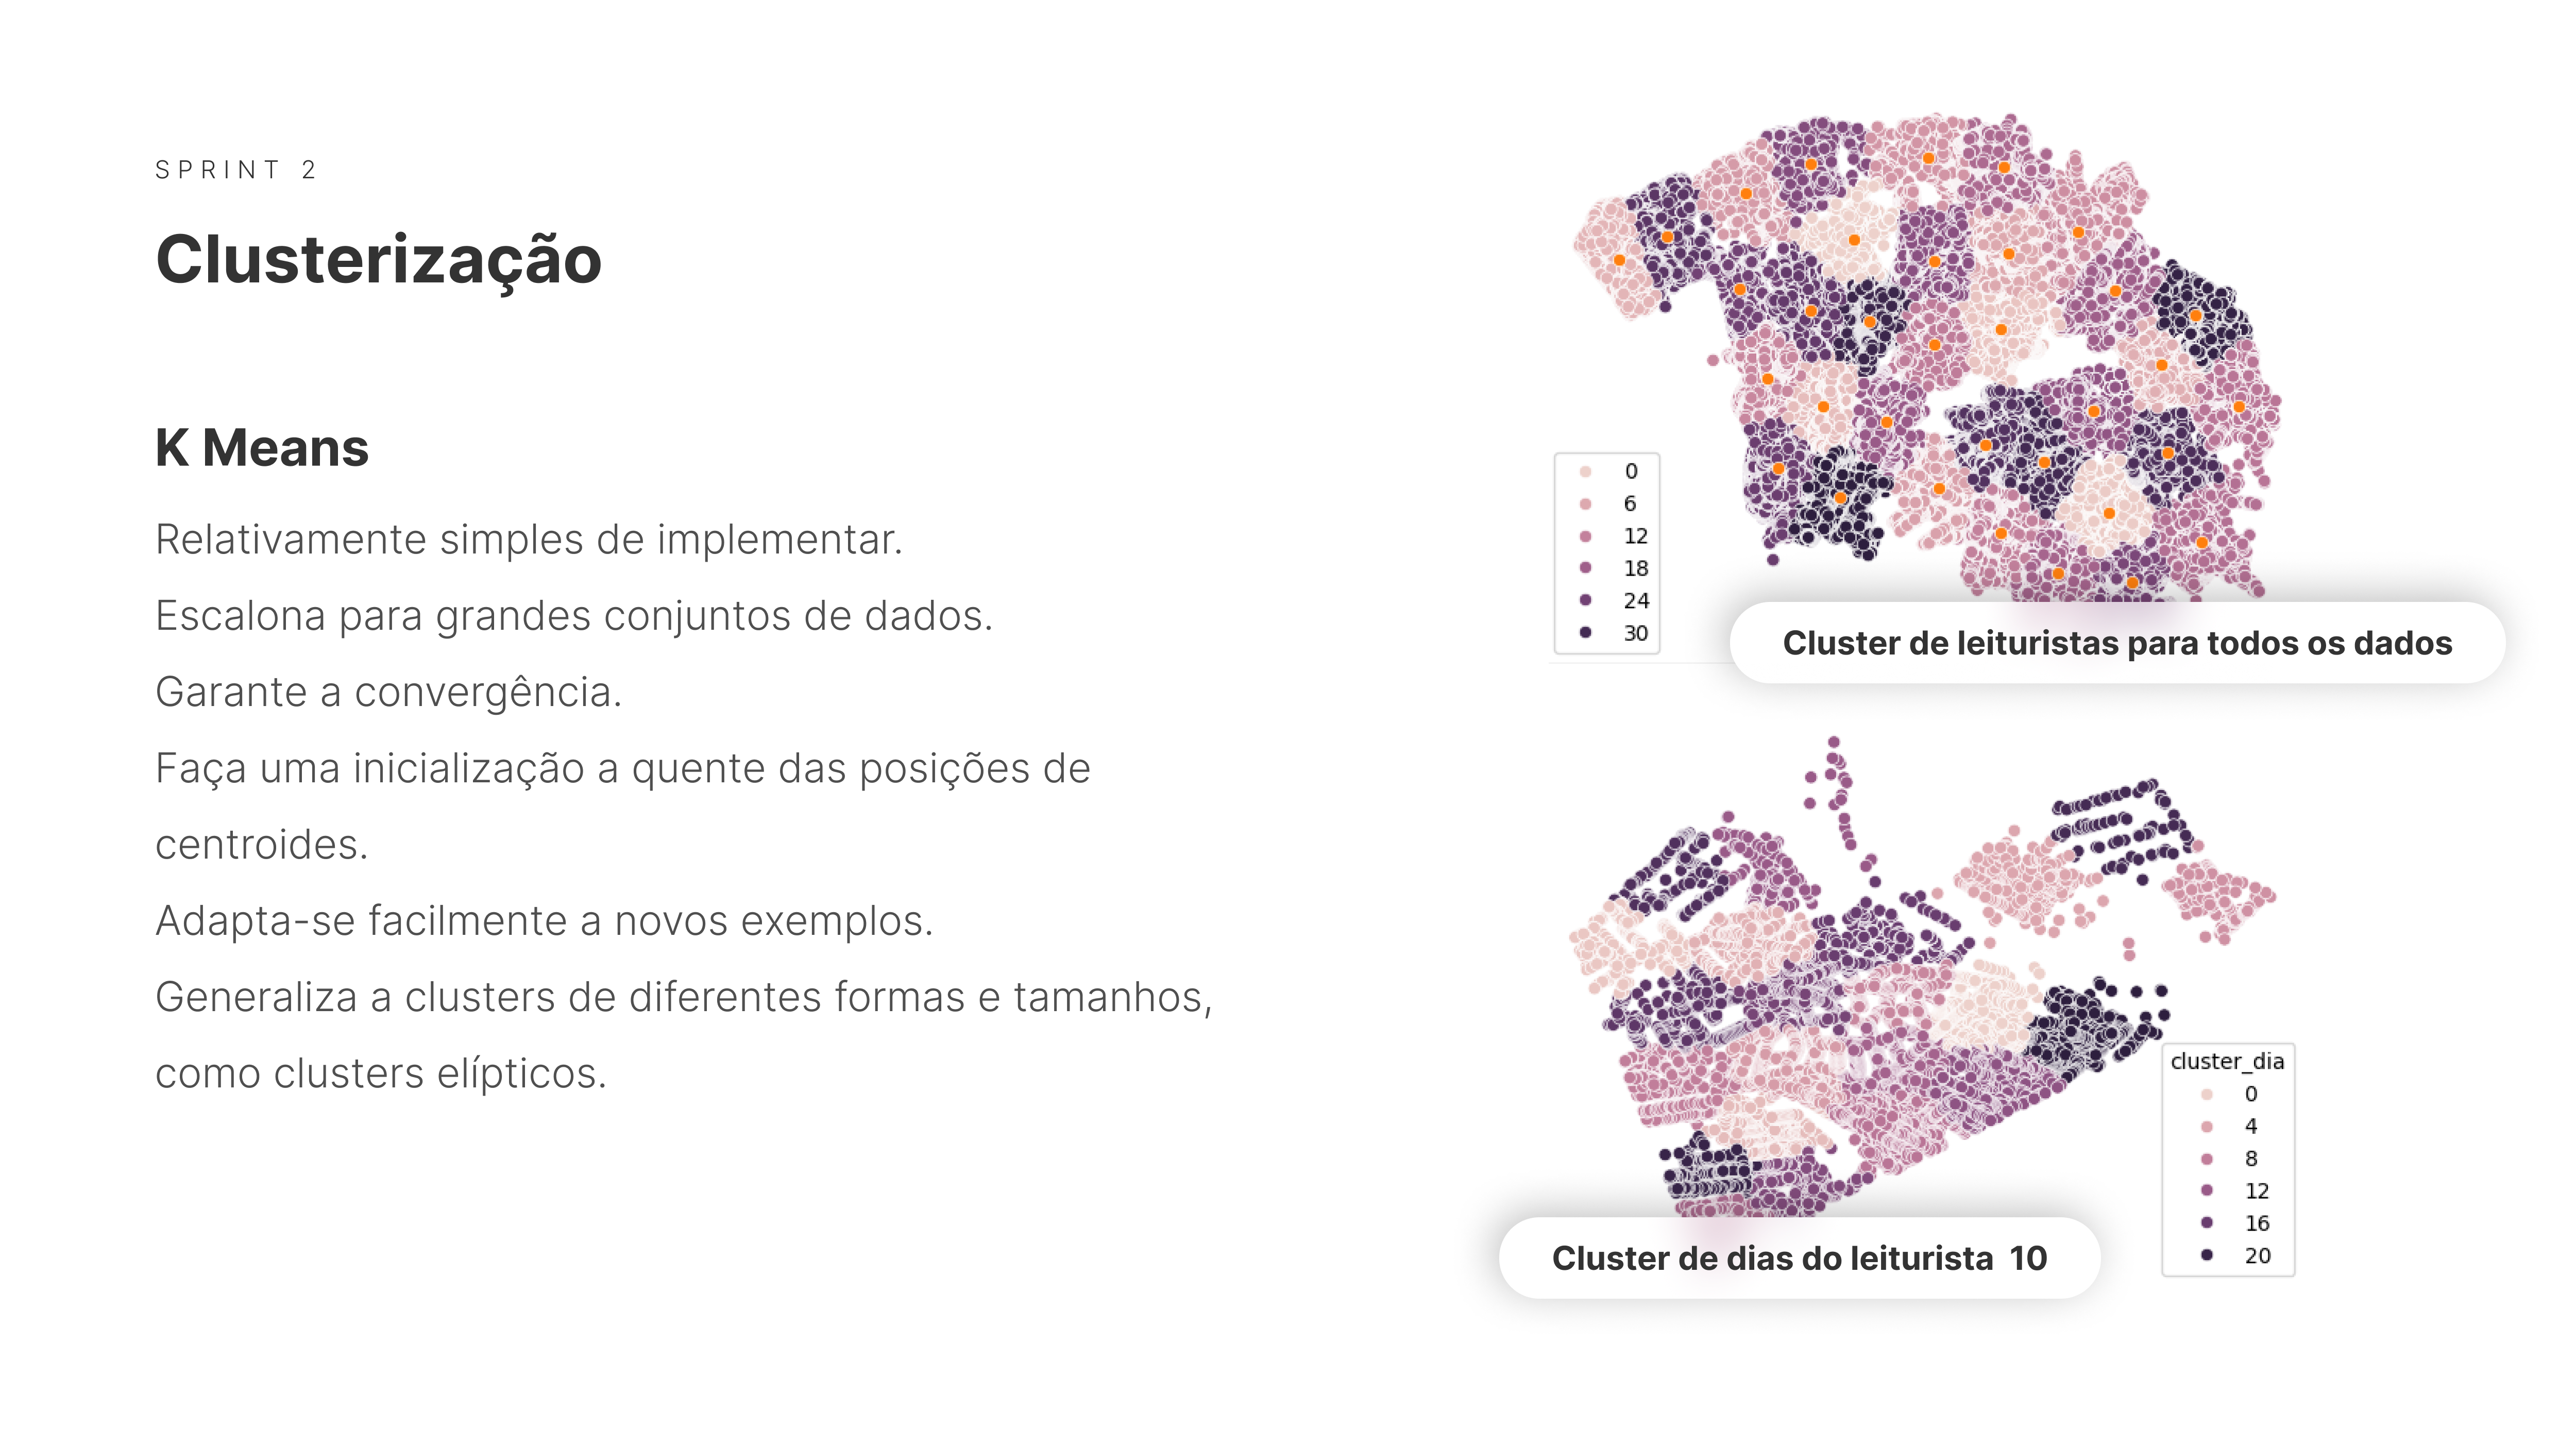 SPRINT 2
Clusterização
K Means
Relativamente simples de implementar.
Escalona para grandes conjuntos de dados.
Garante a convergência.
Faça uma inicialização a quente das posições de
centroides.
Adapta-se facilmente a novos exemplos.
Generaliza a clusters de diferentes formas e tamanhos,
como clusters elípticos.
0
6
12
18
24
30
Cluster de leituristas para todos os dados
cluster_dia
0
4
8
12
16
20
Cluster de dias do leiturista 10